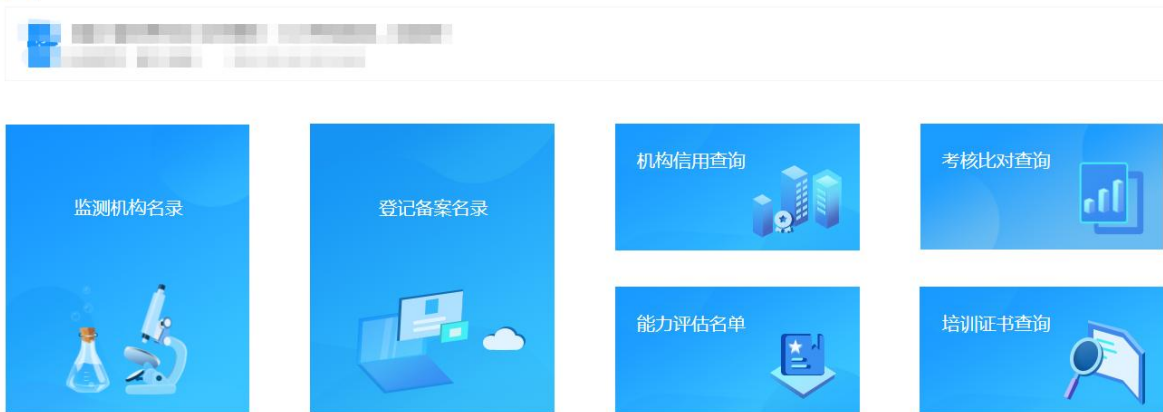 监测机构名录
登记备案名录
机构信用查询
考核比对查询
能力评估名单
培训证书查询